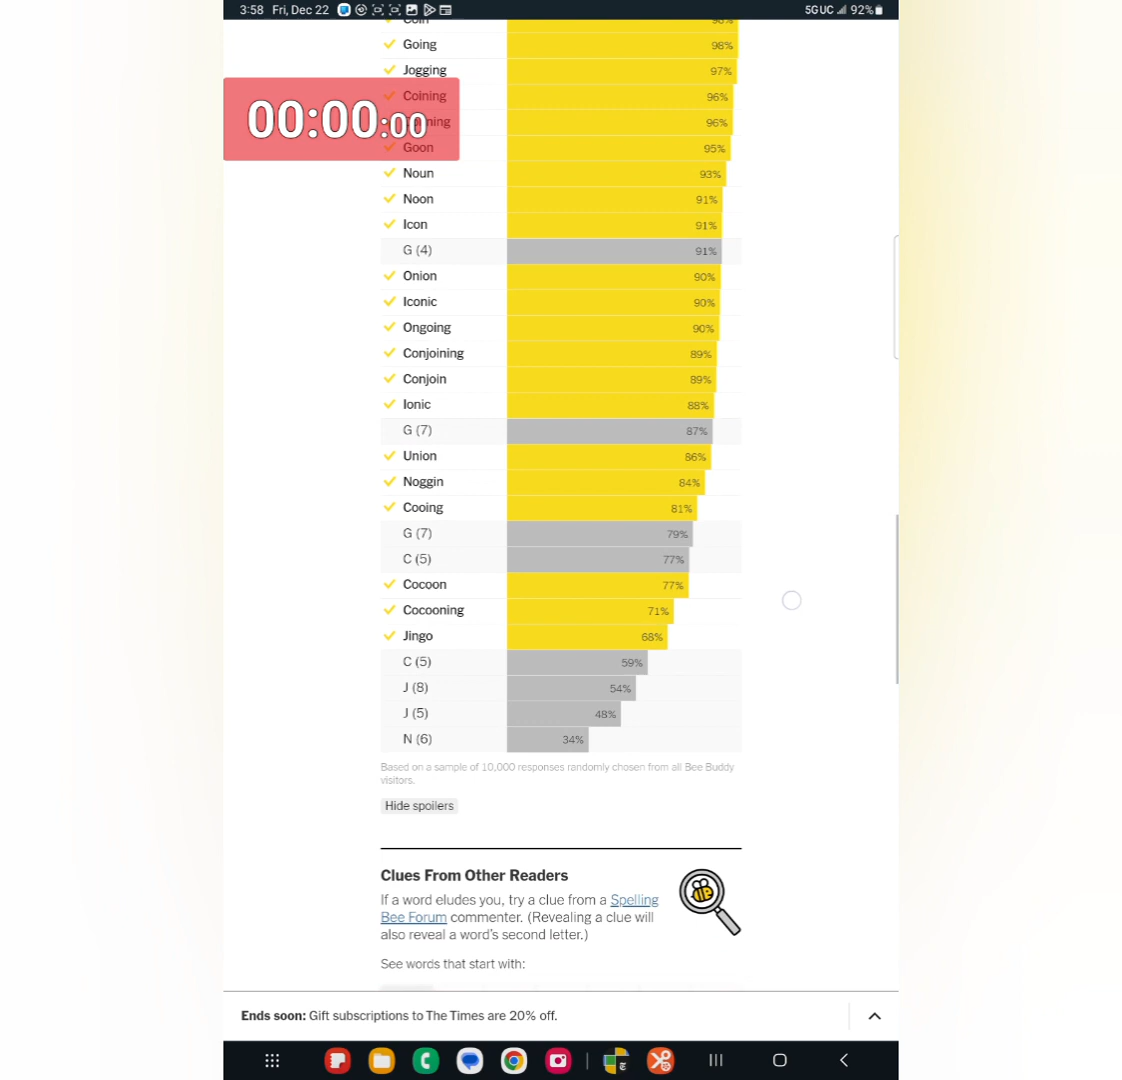 3:58 Fri, Dec 22
5G UC 92%
Coin 98%
Going 98%
Jogging 97%
Coining 96%
96%
00:00:00
Goon 95%
Noun 93%
Noon 91%
Icon 91%
G (4) 91%
Onion 90%
Iconic 90%
Ongoing 90%
Conjoining 89%
Conjoin 89%
Ionic 88%
G (7) 87%
Union 86%
Noggin 84%
Cooing 81%
G (7) 79%
C (5) 77%
Cocoon 77%
Cocooning 71%
Jingo 68%
C (5) 59%
J (8) 54%
J (5) 48%
N (6) 34%
Based on a sample of 10,000 responses randomly chosen from all Bee Buddy
visitors.
Hide spoilers
Clues From Other Readers
If a word eludes you, try a clue from a Spelling
Bee Forum commenter. (Revealing a clue will
also reveal a word's second letter.)
See words that start with:
Ends soon: Gift subscriptions to The Times are 20% off.